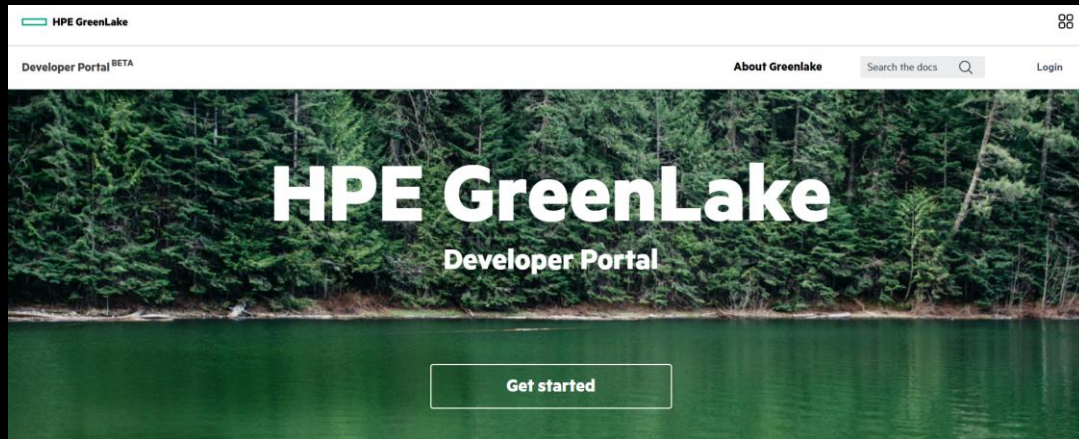 HPE GreenLake
Developer Portal BETA
About Greenlake
Search the docs
Login
HPE GreenLake
Developer Portal
Get started